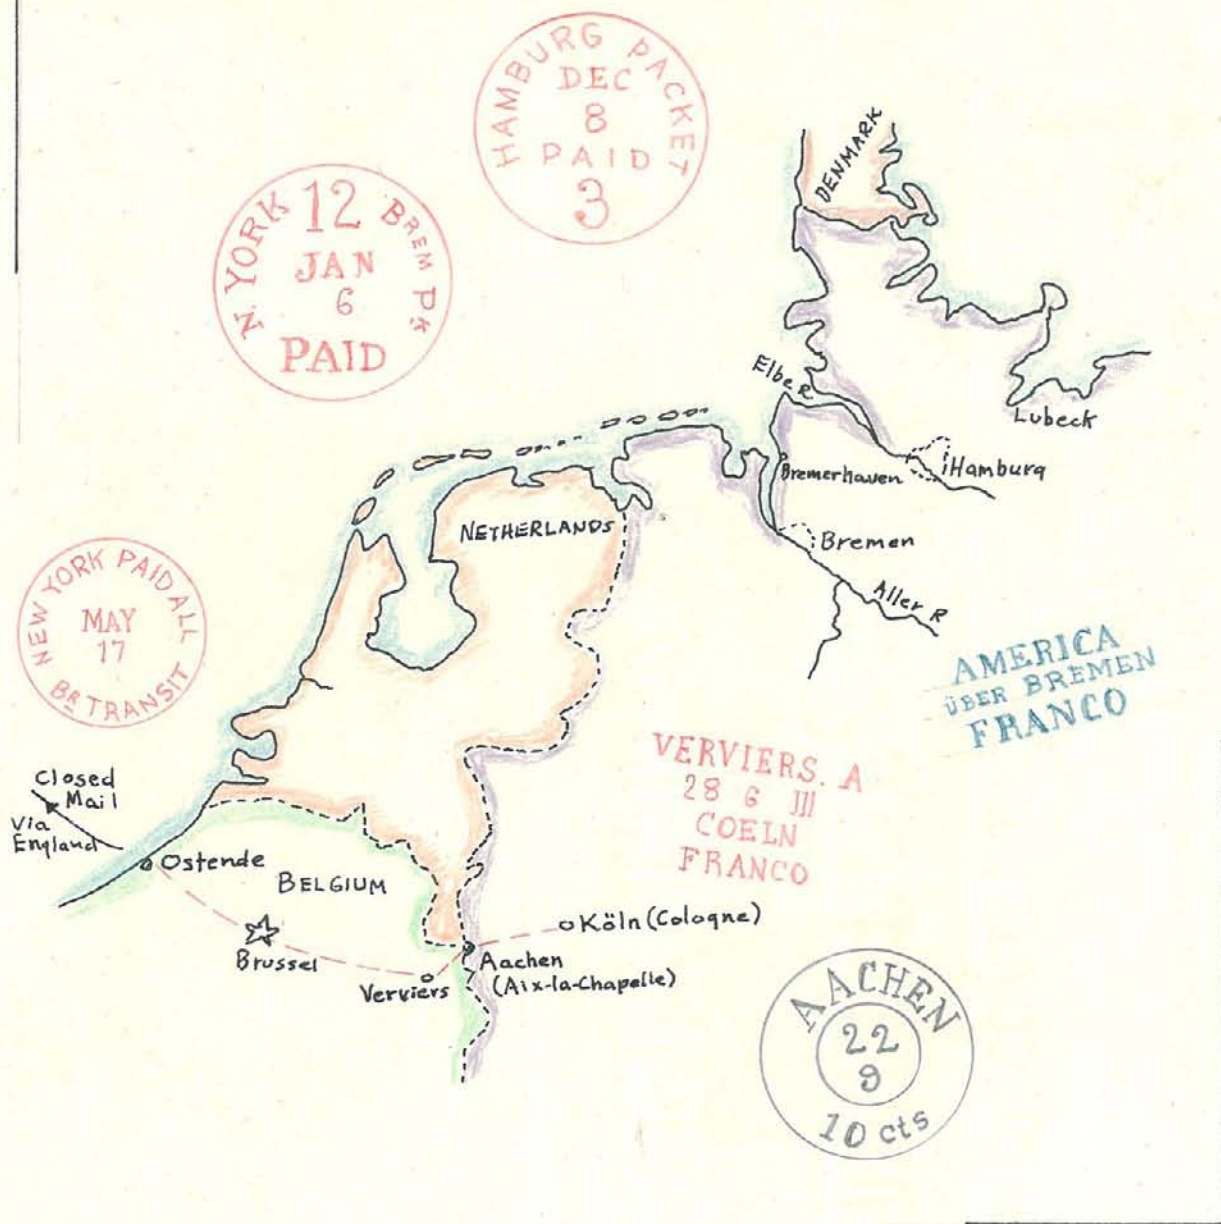 HAMBURG PACKET
DEC
8
PAID
3
N. YORK 12 BREM PK
JAN
6
PAID
DENMARK
Elbe R.
Lubeck
Bremerhaven
Hamburg
NETHERLANDS
Bremen
Aller R
NEW YORK PAID ALL
MAY
17
BR TRANSIT
AMERICA
ÜBER BREMEN
FRANCO
VERVIERS. A
28 6 III
COELN
FRANCO
Closed
Mail
Via
England
Ostende
BELGIUM
Brussel
Köln (Cologne)
Aachen
(Aix-la-Chapelle)
Verviers
AACHEN
22
9
10 cts